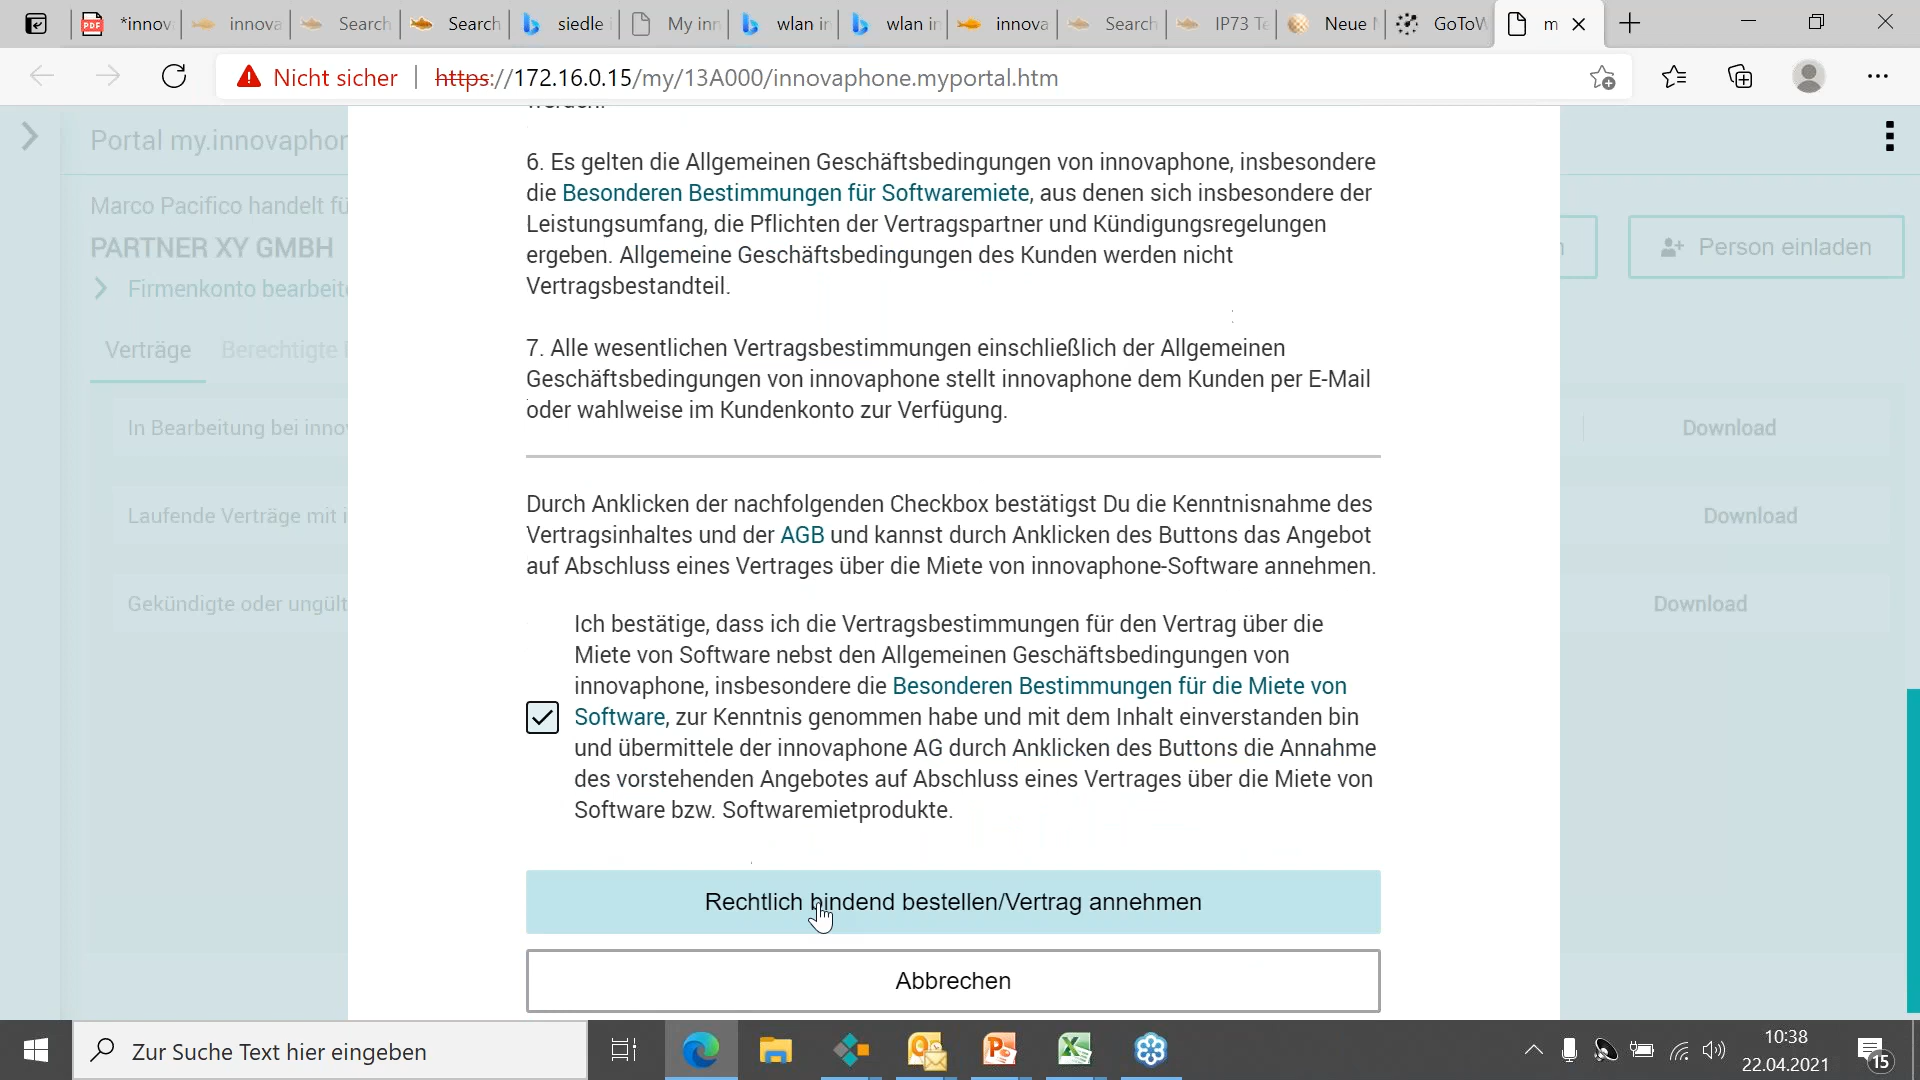 *innov
innova
Search
Search
siedle i
My inn
wlan in
wlan in
innova
Search
IP73 Te
Neue N
GoToW
m
Nicht sicher | https://172.16.0.15/my/13A000/innovaphone.myportal.htm
Portal my.innovaphon
Marco Pacifico handelt fü
PARTNER XY GMBH
Firmenkonto bearbeite
Person einladen
Verträge
Berechtigte
In Bearbeitung bei innov
Download
Laufende Verträge mit i
Download
Gekündigte oder ungült
Download
6. Es gelten die Allgemeinen Geschäftsbedingungen von innovaphone, insbesondere
die Besonderen Bestimmungen für Softwaremiete, aus denen sich insbesondere der
Leistungsumfang, die Pflichten der Vertragspartner und Kündigungsregelungen
ergeben. Allgemeine Geschäftsbedingungen des Kunden werden nicht
Vertragsbestandteil.
7. Alle wesentlichen Vertragsbestimmungen einschließlich der Allgemeinen
Geschäftsbedingungen von innovaphone stellt innovaphone dem Kunden per E-Mail
oder wahlweise im Kundenkonto zur Verfügung.
Durch Anklicken der nachfolgenden Checkbox bestätigst Du die Kenntnisnahme des
Vertragsinhaltes und der AGB und kannst durch Anklicken des Buttons das Angebot
auf Abschluss eines Vertrages über die Miete von innovaphone-Software annehmen.
Ich bestätige, dass ich die Vertragsbestimmungen für den Vertrag über die
Miete von Software nebst den Allgemeinen Geschäftsbedingungen von
innovaphone, insbesondere die Besonderen Bestimmungen für die Miete von
Software, zur Kenntnis genommen habe und mit dem Inhalt einverstanden bin
und übermittele der innovaphone AG durch Anklicken des Buttons die Annahme
des vorstehenden Angebotes auf Abschluss eines Vertrages über die Miete von
Software bzw. Softwaremietprodukte.
Rechtlich bindend bestellen/Vertrag annehmen
Abbrechen
Zur Suche Text hier eingeben
10:38
22.04.2021
15